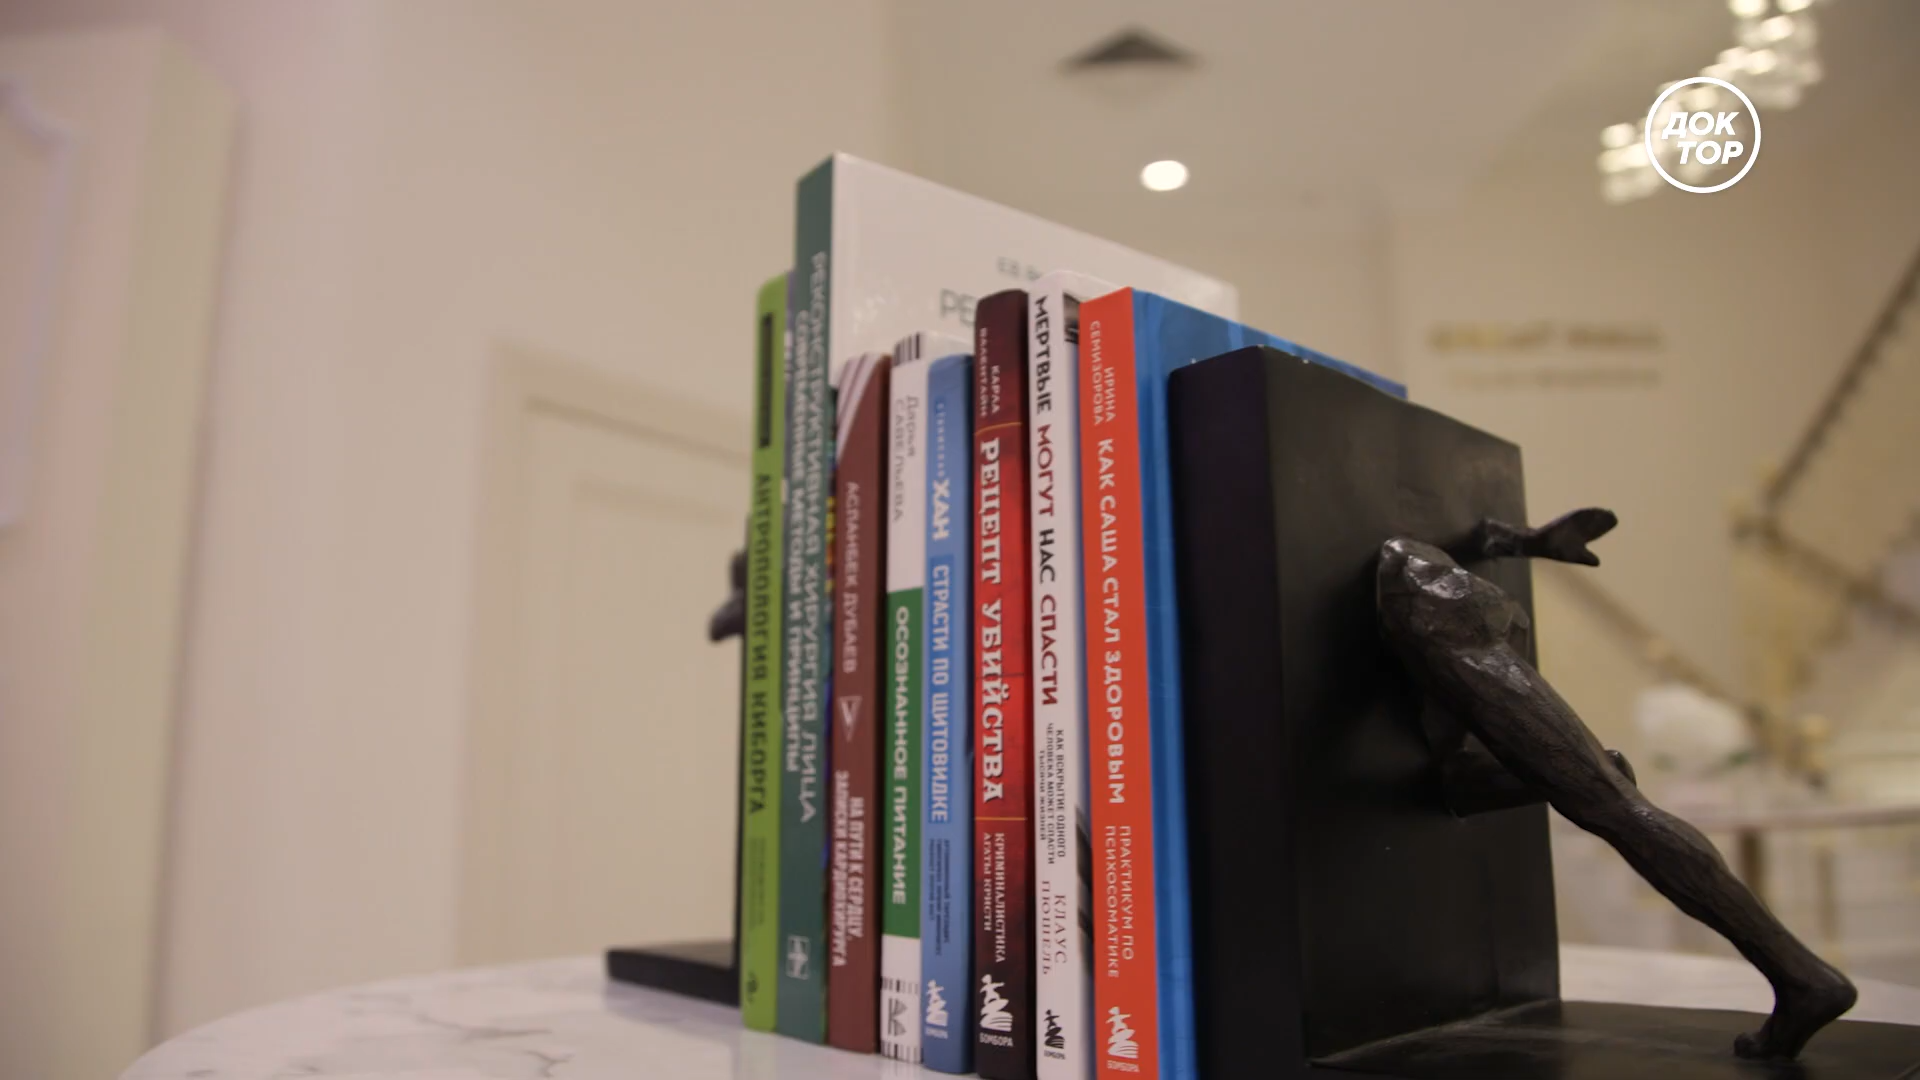 ДОК
ТОР
АНТРОПОЛОГИЯ КИБОРГА
РЕКОНСТРУКТИВНАЯ ХИРУРГИЯ ЛИЦА
СОВРЕМЕННЫЕ МЕТОДЫ И ПРИНЦИПЫ
РЕ
АСЛАНБЕК ДУБАЕВ
НА ПУТИ К СЕРДЦУ.
ЗАПИСКИ КАРДИОХИРУРГА
Дарья
САВЕЛЬЕВА
ОСОЗНАННОЕ ПИТАНИЕ
ХАН
СТРАСТИ ПО ЩИТОВИДКЕ
БОМБОРА
КАРЛА
ВАЛЕНТАЙН
РЕЦЕПТ УБИЙСТВА
КРИМИНАЛИСТИКА
АГАТЫ КРИСТИ
БОМБОРА
МЕРТВЫЕ МОГУТ НАС СПАСТИ
КАК ВСКРЫТИЕ ОДНОГО
ЧЕЛОВЕКА МОЖЕТ СПАСТИ
ТЫСЯЧИ ЖИЗНЕЙ
КЛАУС
ПЮШЕЛЬ
БОМБОРА
ИРИНА
СЕМИЗОРОВА
КАК САША СТАЛ ЗДОРОВЫМ
ПРАКТИКУМ ПО
ПСИХОСОМАТИКЕ
БОМБОРА